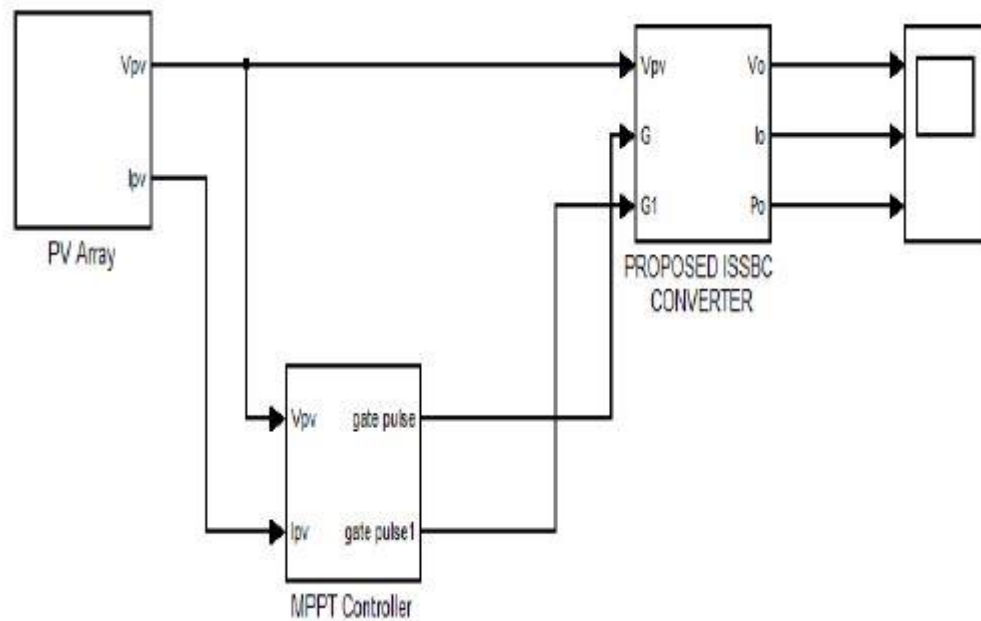 Vpv
Ipv
PV Array
Vpv
G
G1
Vo
Io
Po
PROPOSED ISSBC
CONVERTER
Vpv
Ipv
gate pulse
gate pulse1
MPPT Controller